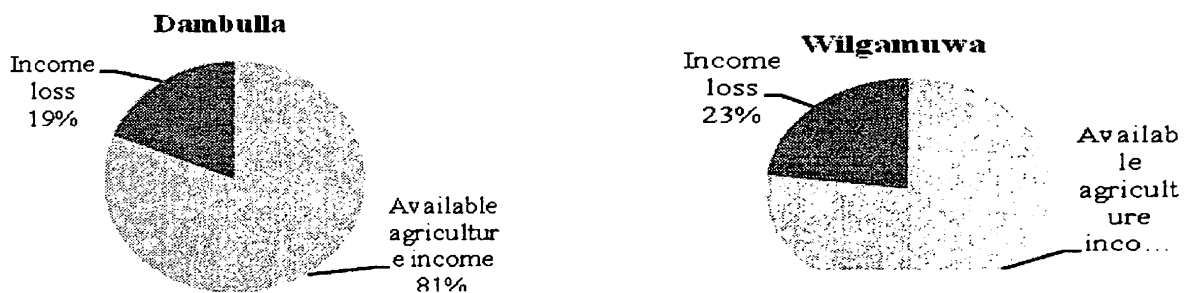 Dambulla
Income
loss
19%
Available
agricultur
e income
81%
Wilgamuwa
Income
loss
23%
Availab
le
agricult
ure
inco...